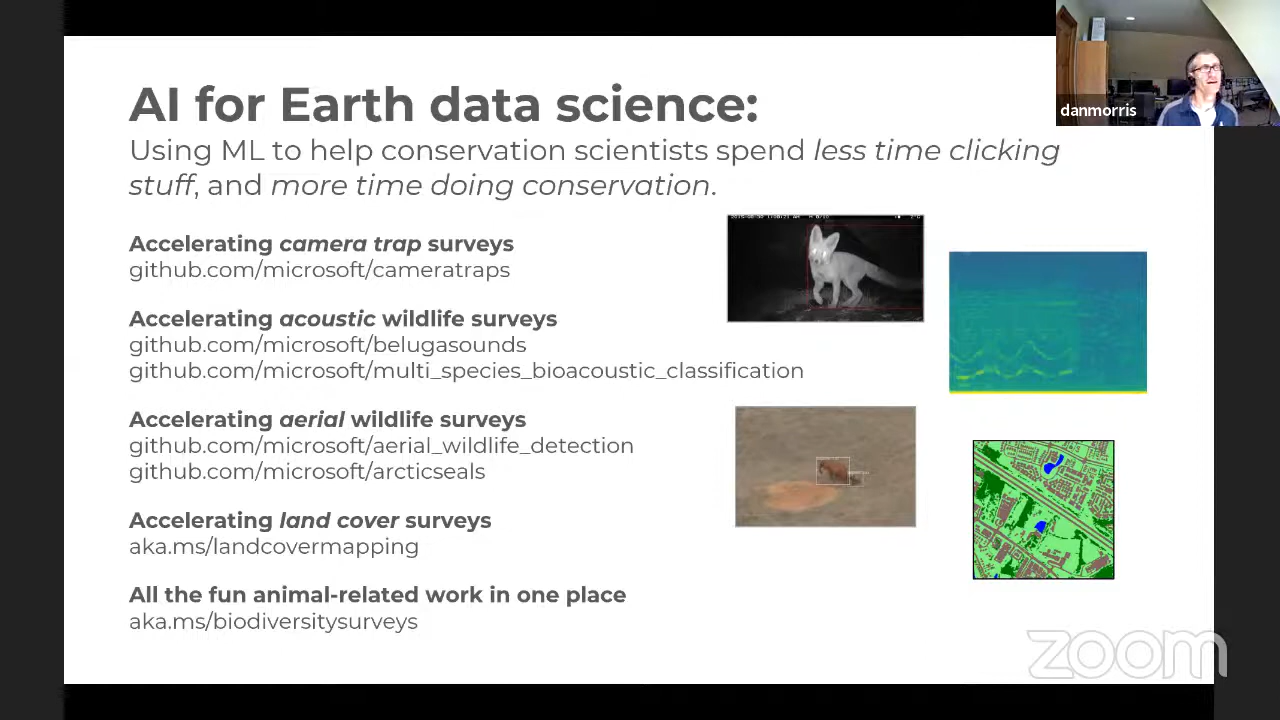 AI for Earth data science:
Using ML to help conservation scientists spend less time clicking
stuff, and more time doing conservation.
Accelerating camera trap surveys
github.com/microsoft/cameratraps
Accelerating acoustic wildlife surveys
github.com/microsoft/belugasounds
github.com/microsoft/multi_species_bioacoustic_classification
Accelerating aerial wildlife surveys
github.com/microsoft/aerial_wildlife_detection
github.com/microsoft/arcticseals
Accelerating land cover surveys
aka.ms/landcovermapping
All the fun animal-related work in one place
aka.ms/biodiversitysurveys
danmorris
zoom